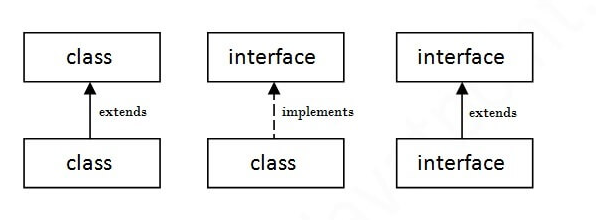 class
interface
interface
extends
implements
extends
class
class
interface